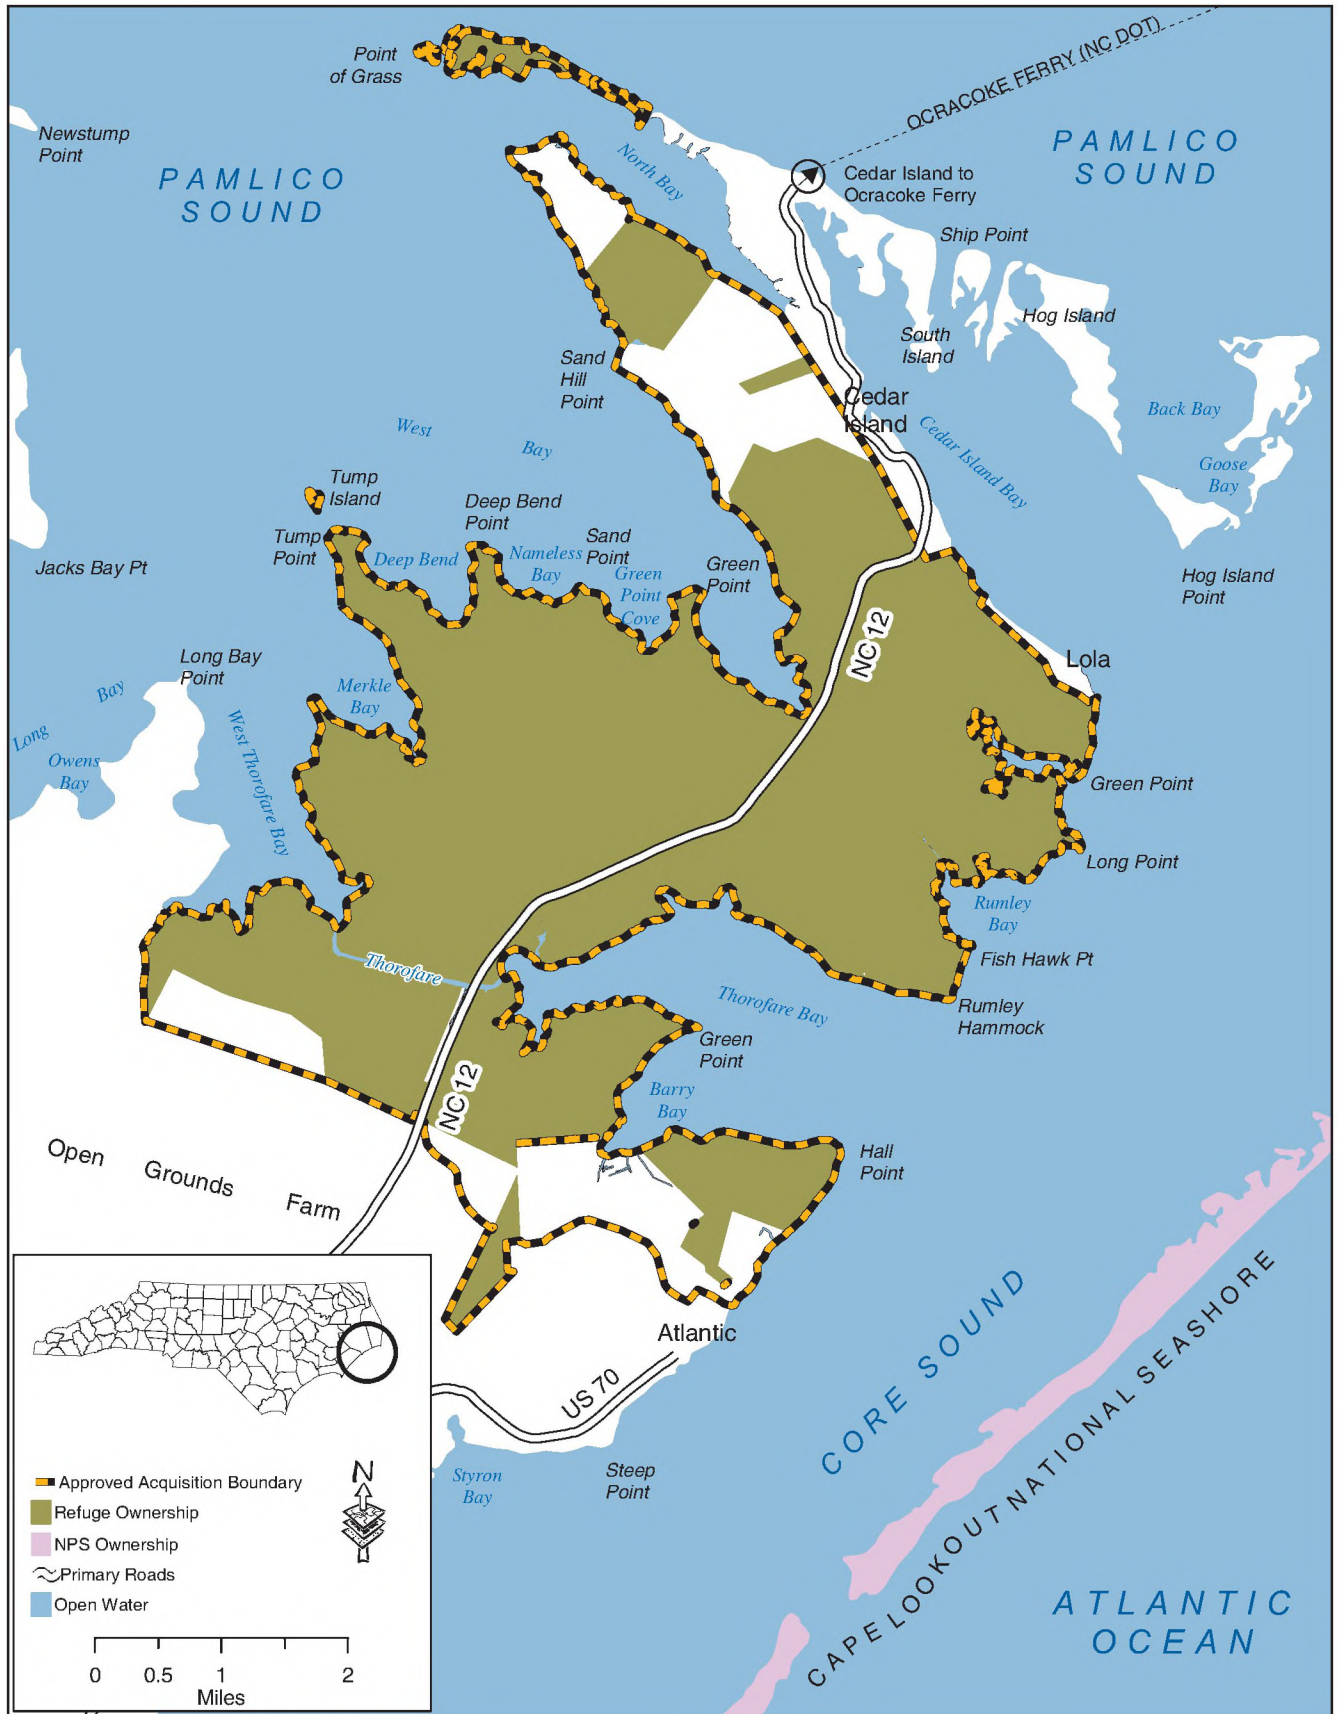 OCRACOKE FERRY (NC DOT)
Point
of Grass
Newstump
Point
PAMLICO
SOUND
PAMLICO
SOUND
North Bay
Cedar Island to
Ocracoke Ferry
Ship Point
Hog Island
South
Island
Sand
Hill
Point
Cedar
Island
Back Bay
West
Bay
Cedar Island Bay
Goose
Bay
Tump
Island
Deep Bend
Point
Tump
Point
Deep Bend
Nameless
Bay
Sand
Point
Green
Point
Cove
Green
Point
Jacks Bay Pt
Hog Island
Point
NC 12
Lola
Long Bay
Point
Merkle
Bay
Long
Bay
Owens
Bay
West Thorofare Bay
Green Point
Long Point
Rumley
Bay
Fish Hawk Pt
Thorofare
Thorofare Bay
Rumley
Hammock
Green
Point
NC 12
Barry
Bay
Hall
Point
Open Grounds Farm
Atlantic
US 70
CORE SOUND
CAPE LOOKOUT NATIONAL SEASHORE
Styron
Bay
Steep
Point
ATLANTIC
OCEAN
N
Approved Acquisition Boundary
Refuge Ownership
NPS Ownership
Primary Roads
Open Water
0 0.5 1 2
Miles